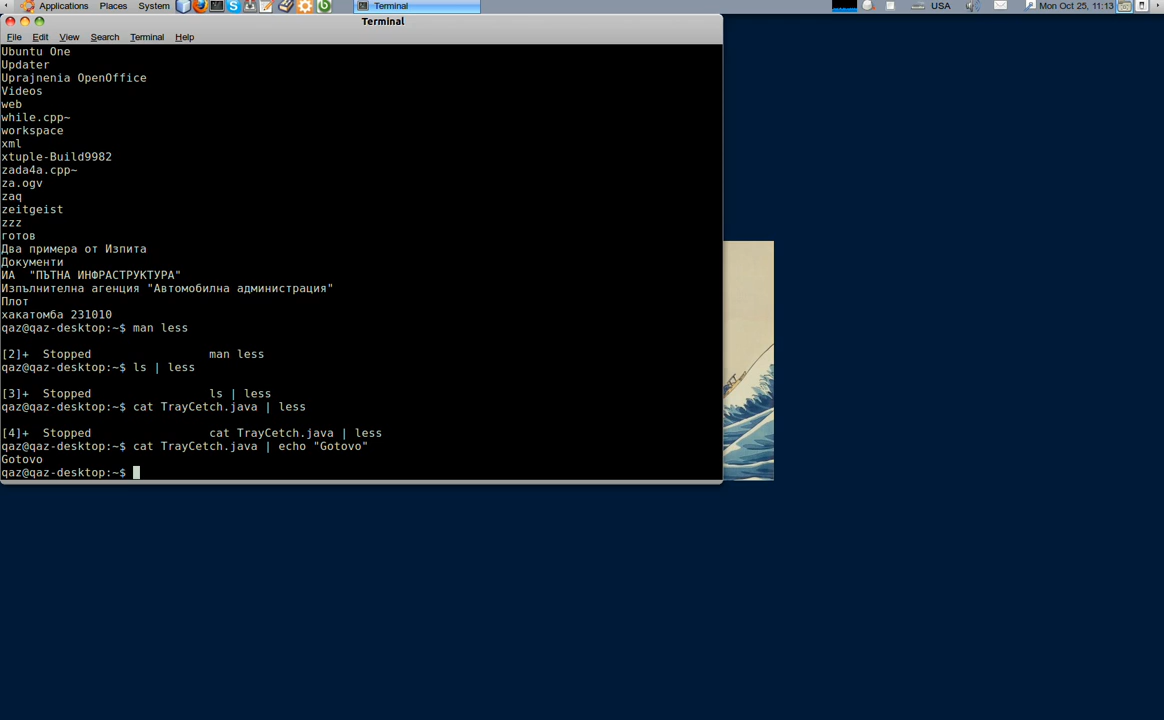 Applications Places System Terminal USA Mon Oct 25, 11:13
Terminal
File Edit View Search Terminal Help
Ubuntu One
Updater
Uprajnenia OpenOffice
Videos
web
while.cpp~
workspace
xml
xtuple-Build9982
zada4a.cpp~
za.ogv
zaq
zeitgeist
zzz
готов
Два примера от Изпита
Документи
ИА  "ПЪТНА ИНФРАСТРУКТУРА"
Изпълнителна агенция "Автомобилна администрация"
Плот
хакатомба 231010
qaz@qaz-desktop:~$ man less
[2]+  Stopped                 man less
qaz@qaz-desktop:~$ ls | less
[3]+  Stopped                 ls | less
qaz@qaz-desktop:~$ cat TrayCetch.java | less
[4]+  Stopped                 cat TrayCetch.java | less
qaz@qaz-desktop:~$ cat TrayCetch.java | echo "Gotovo"
Gotovo
qaz@qaz-desktop:~$